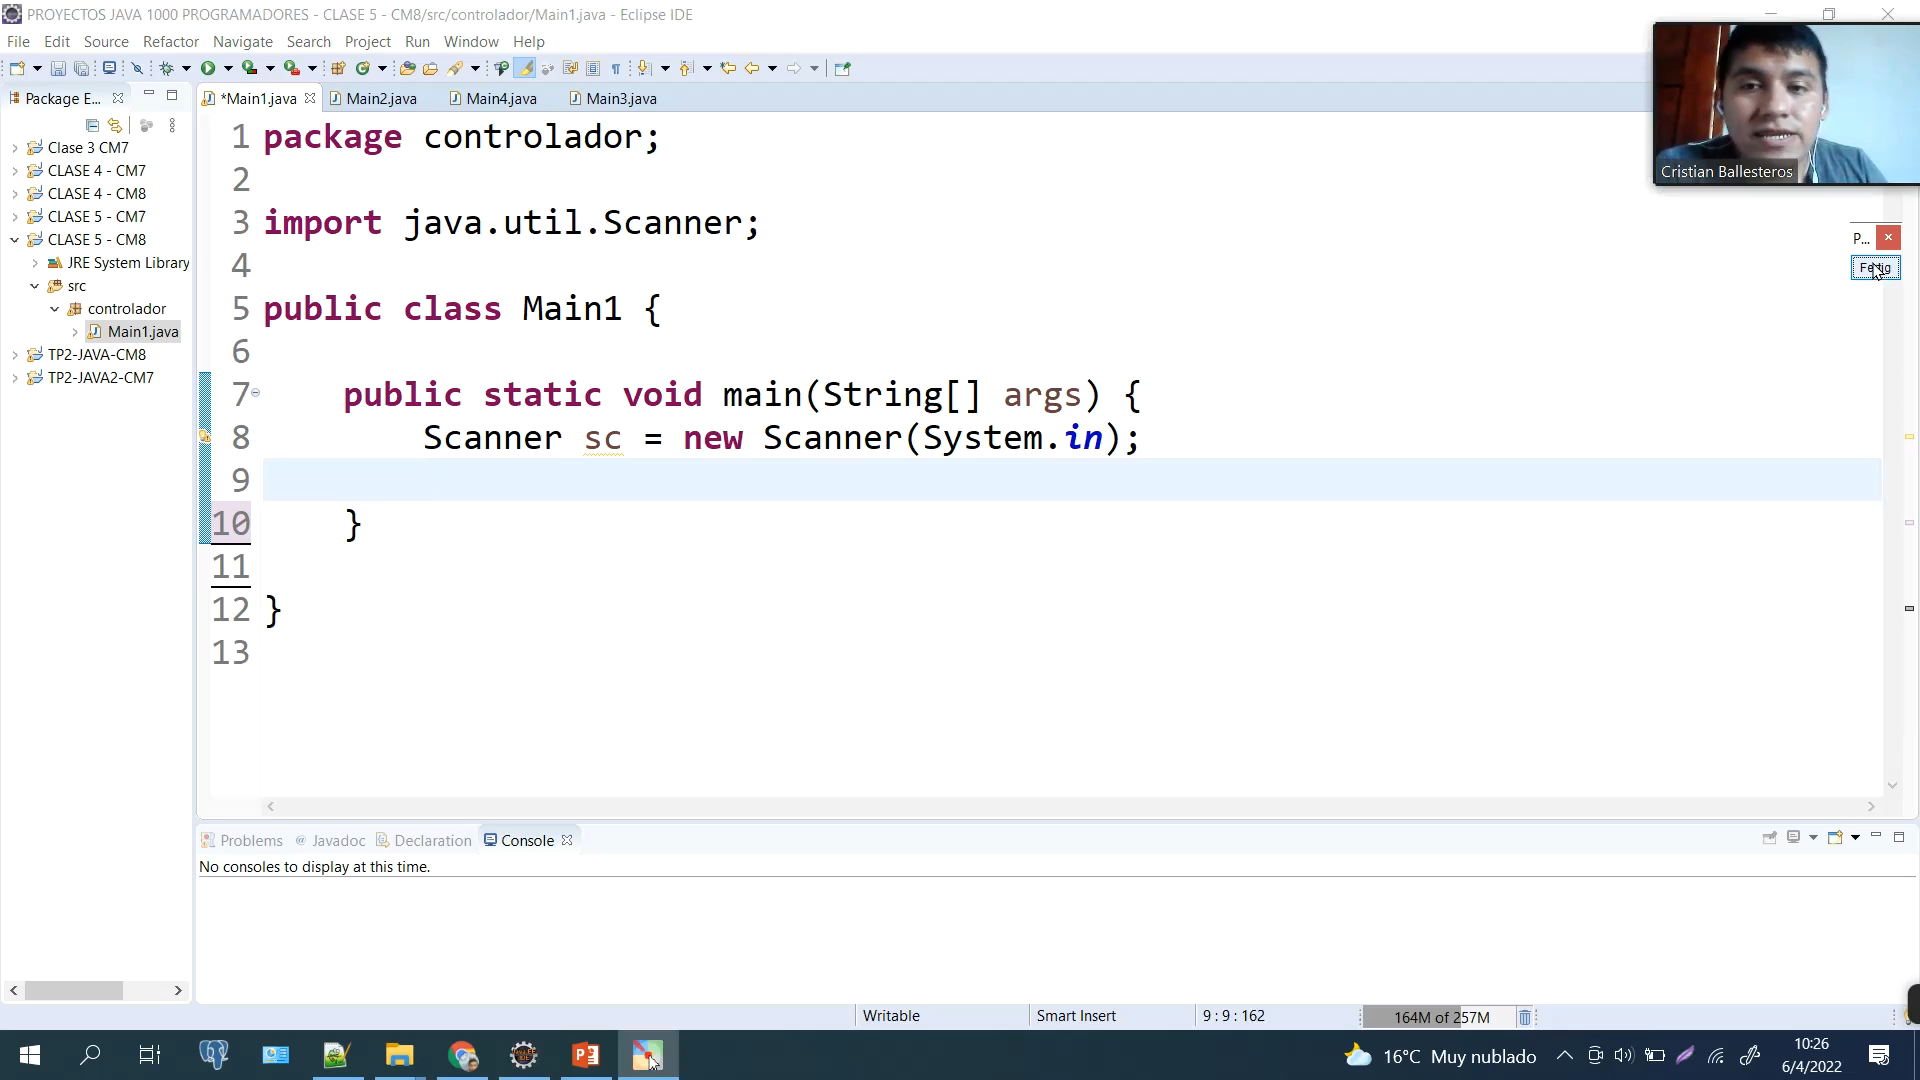 PROYECTOS JAVA 1000 PROGRAMADORES - CLASE 5 - CM8/src/controlador/Main1.java - Eclipse IDE
File Edit Source Refactor Navigate Search Project Run Window Help
Package E...
*Main1.java Main2.java Main4.java Main3.java
Clase 3 CM7
CLASE 4 - CM7
CLASE 4 - CM8
CLASE 5 - CM7
CLASE 5 - CM8
JRE System Library
src
controlador
Main1.java
TP2-JAVA-CM8
TP2-JAVA2-CM7
1 package controlador;
2
3 import java.util.Scanner;
4
5 public class Main1 {
6
7 public static void main(String[] args) {
8 Scanner sc = new Scanner(System.in);
9
10 }
11
12 }
13
Cristian Ballesteros
P...
Problems @ Javadoc Declaration Console
No consoles to display at this time.
Writable Smart Insert 9 : 9 : 162 164M of 257M
16°C Muy nublado
10:26
6/4/2022